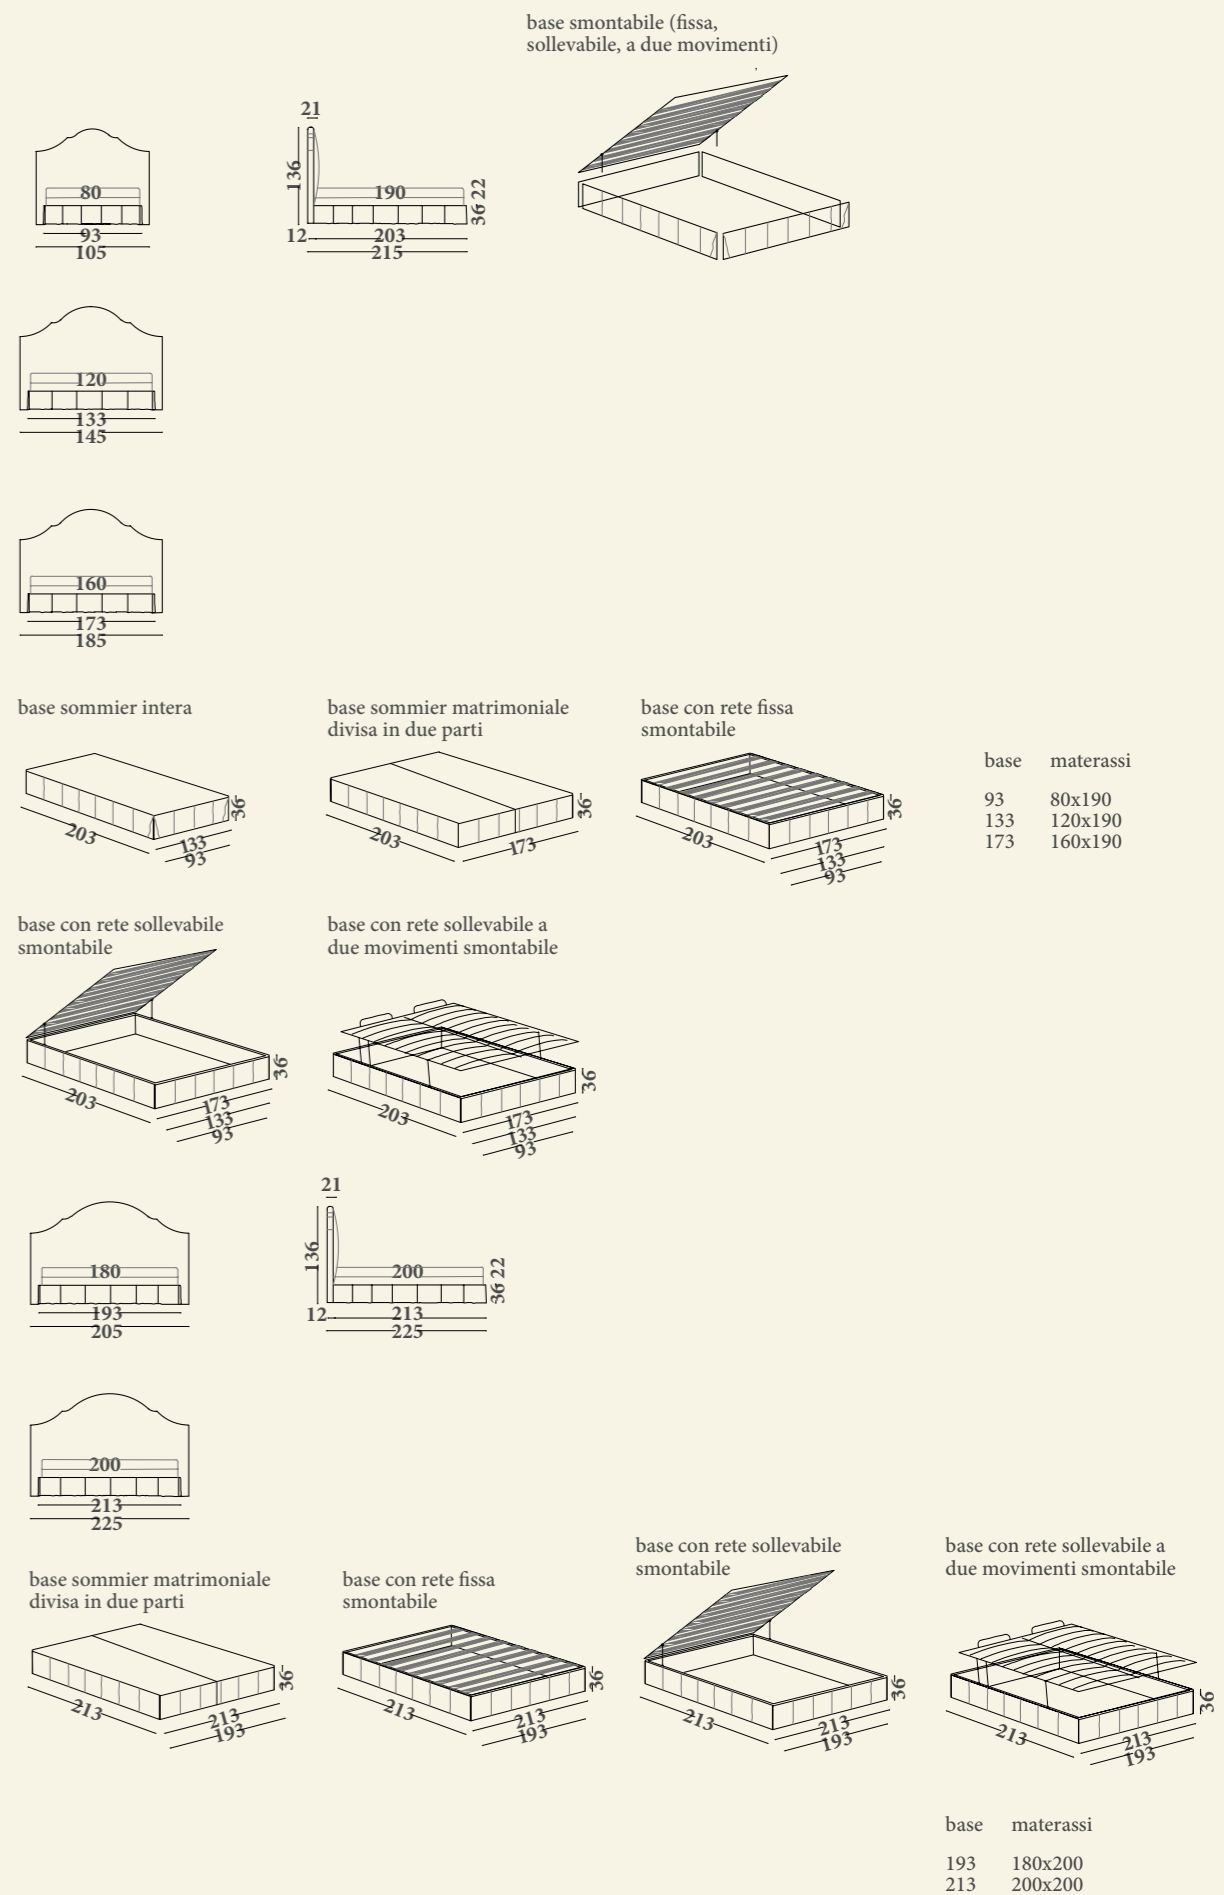 base smontabile (fissa,
sollevabile, a due movimenti)
80
93
105
21
136
190
36 22
12 203
215
120
133
145
160
173
185
base sommier intera
203
133
93
36
base sommier matrimoniale
divisa in due parti
203
173
36
base con rete fissa
smontabile
203
173
133
93
36
base materassi
93 80x190
133 120x190
173 160x190
base con rete sollevabile
smontabile
203
173
133
93
36
base con rete sollevabile a
due movimenti smontabile
203
173
133
93
36
180
193
205
21
136
200
36 22
12 213
225
200
213
225
base sommier matrimoniale
divisa in due parti
213
213
193
36
base con rete fissa
smontabile
213
213
193
36
base con rete sollevabile
smontabile
213
213
193
36
base con rete sollevabile a
due movimenti smontabile
213
213
193
36
base materassi
193 180x200
213 200x200